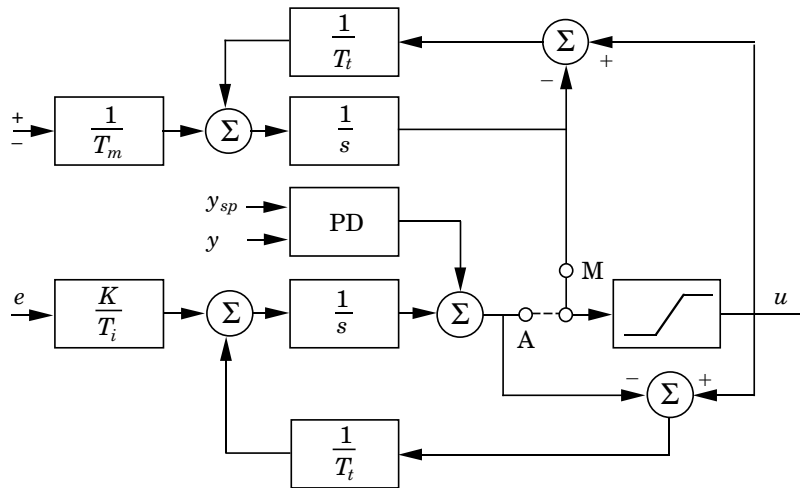 1
T_t
Σ
+
−
+
−
1
T_m
Σ
1
s
y_sp
y
PD
M
e
K
T_i
Σ
1
s
Σ
A
u
−
Σ
+
1
T_t